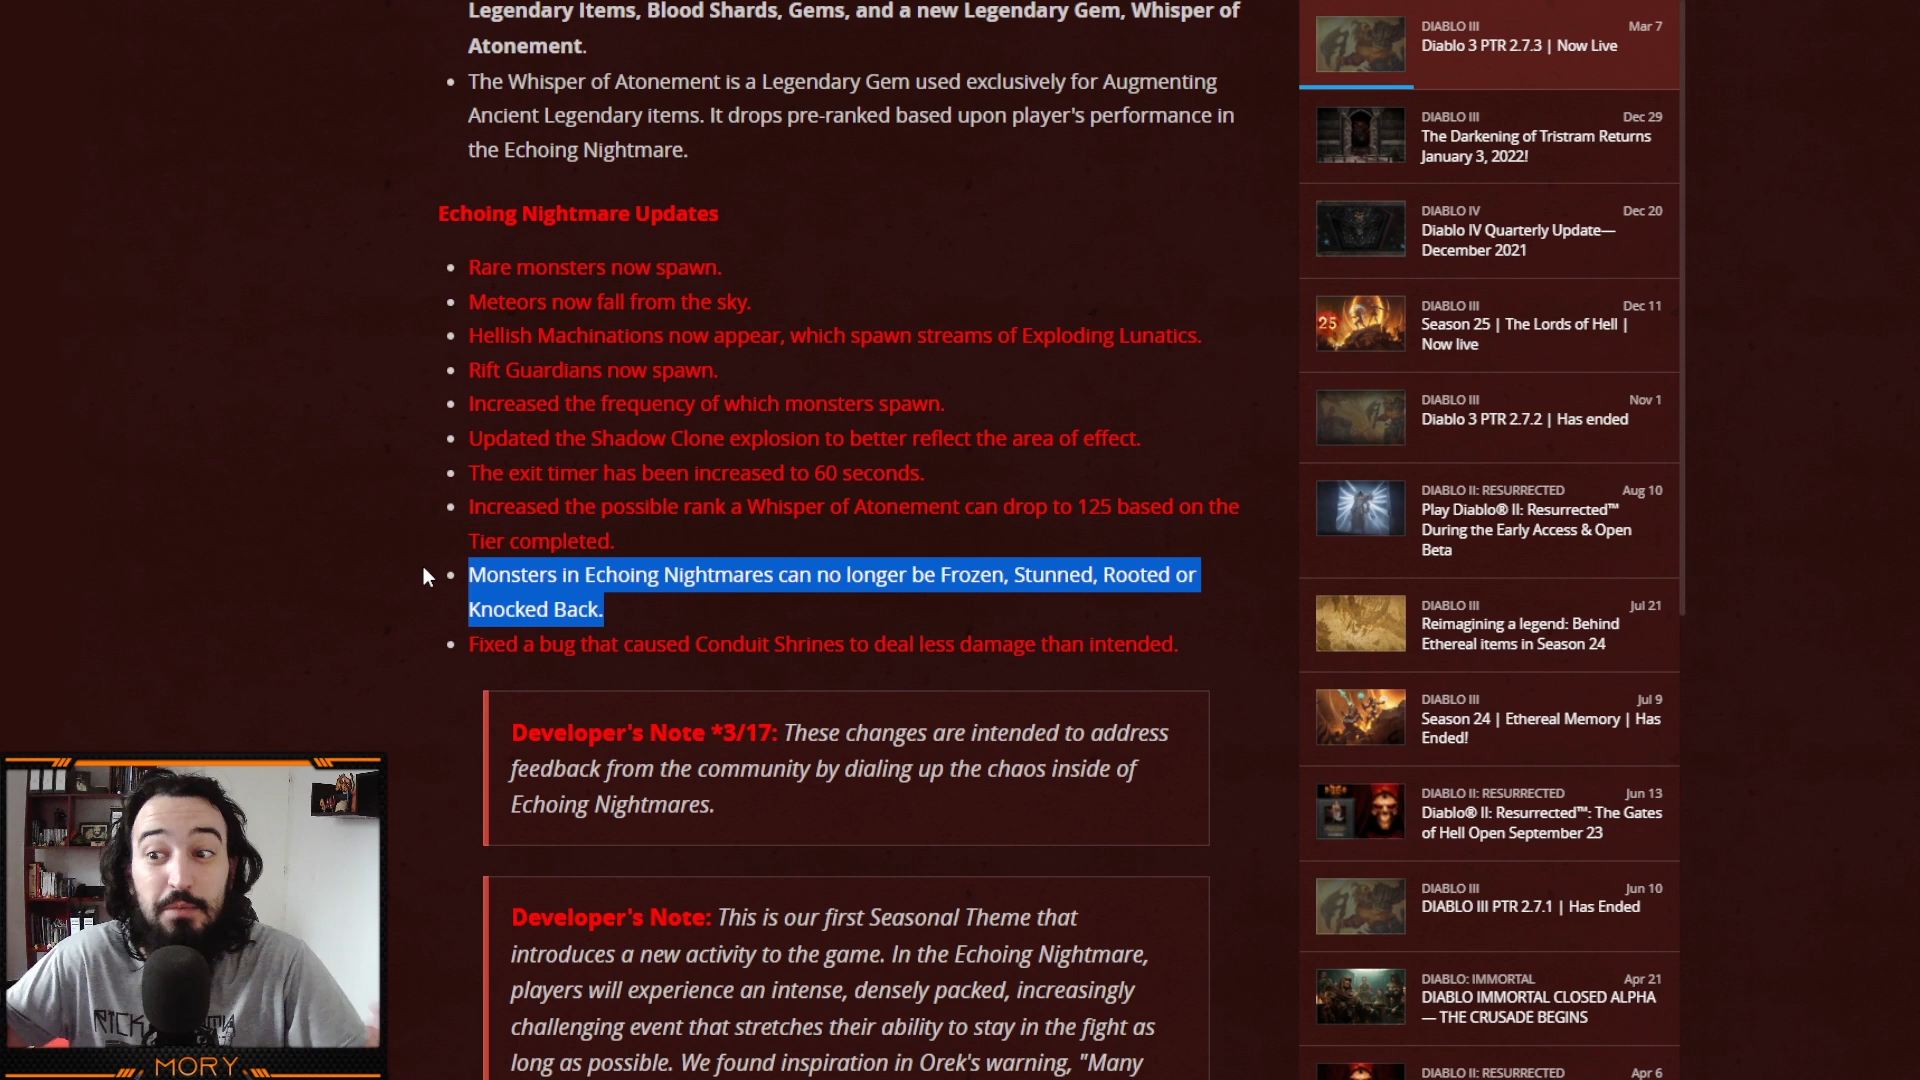 Legendary Items, Blood Shards, Gems, and a new Legendary Gem, Whisper of
Atonement.
The Whisper of Atonement is a Legendary Gem used exclusively for Augmenting
Ancient Legendary items. It drops pre-ranked based upon player's performance in
the Echoing Nightmare.
Echoing Nightmare Updates
Rare monsters now spawn.
Meteors now fall from the sky.
Hellish Machinations now appear, which spawn streams of Exploding Lunatics.
Rift Guardians now spawn.
Increased the frequency of which monsters spawn.
Updated the Shadow Clone explosion to better reflect the area of effect.
The exit timer has been increased to 60 seconds.
Increased the possible rank a Whisper of Atonement can drop to 125 based on the
Tier completed.
Monsters in Echoing Nightmares can no longer be Frozen, Stunned, Rooted or
Knocked Back.
Fixed a bug that caused Conduit Shrines to deal less damage than intended.
Developer's Note *3/17: These changes are intended to address
feedback from the community by dialing up the chaos inside of
Echoing Nightmares.
Developer's Note: This is our first Seasonal Theme that
introduces a new activity to the game. In the Echoing Nightmare,
players will experience an intense, densely packed, increasingly
challenging event that stretches their ability to stay in the fight as
long as possible. We found inspiration in Orek's warning, "Many
DIABLO III Mar 7
Diablo 3 PTR 2.7.3 | Now Live
DIABLO III Dec 29
The Darkening of Tristram Returns
January 3, 2022!
DIABLO IV Dec 20
Diablo IV Quarterly Update—
December 2021
25
DIABLO III Dec 11
Season 25 | The Lords of Hell |
Now live
DIABLO III Nov 1
Diablo 3 PTR 2.7.2 | Has ended
DIABLO II: RESURRECTED Aug 10
Play Diablo® II: Resurrected™
During the Early Access & Open
Beta
DIABLO III Jul 21
Reimagining a legend: Behind
Ethereal items in Season 24
DIABLO III Jul 9
Season 24 | Ethereal Memory | Has
Ended!
DIABLO II: RESURRECTED Jun 13
Diablo® II: Resurrected™: The Gates
of Hell Open September 23
DIABLO III Jun 10
DIABLO III PTR 2.7.1 | Has Ended
DIABLO: IMMORTAL Apr 21
DIABLO IMMORTAL CLOSED ALPHA
— THE CRUSADE BEGINS
DIABLO II: RESURRECTED Apr 6
RICK
MORY